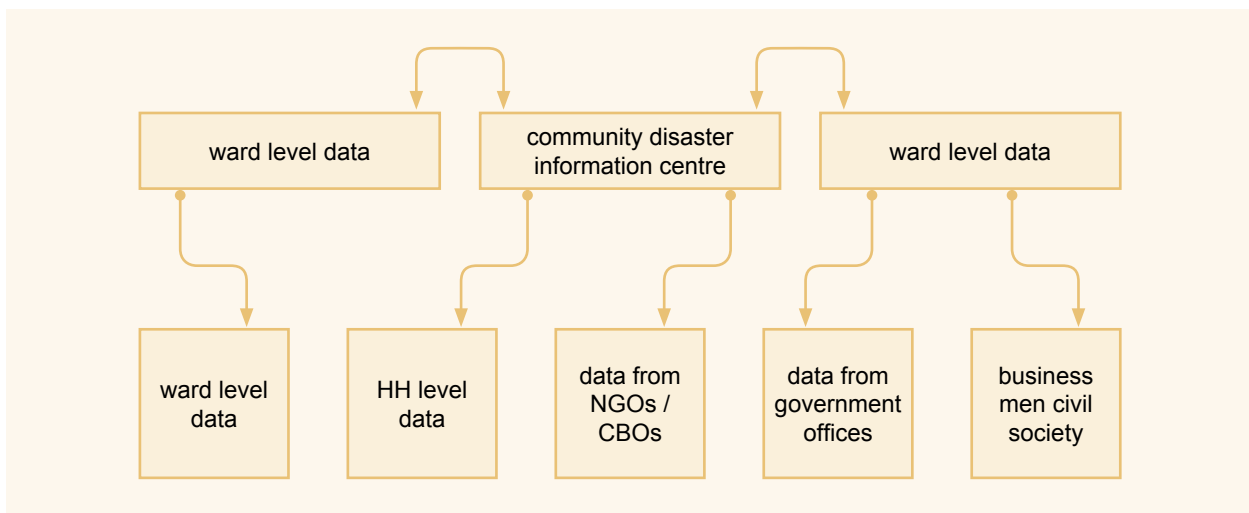 ward level data
community disaster
information centre
ward level data
ward level
data
HH level
data
data from
NGOs /
CBOs
data from
government
offices
business
men civil
society